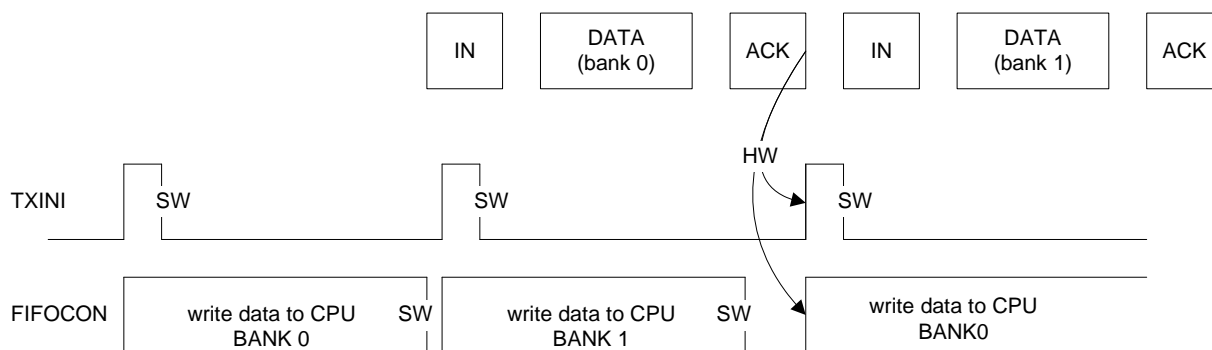 IN
DATA
(bank 0)
ACK
IN
DATA
(bank 1)
ACK
HW
TXINI
SW
SW
SW
FIFOCON
write data to CPU
BANK 0
SW
write data to CPU
BANK 1
SW
write data to CPU
BANK0